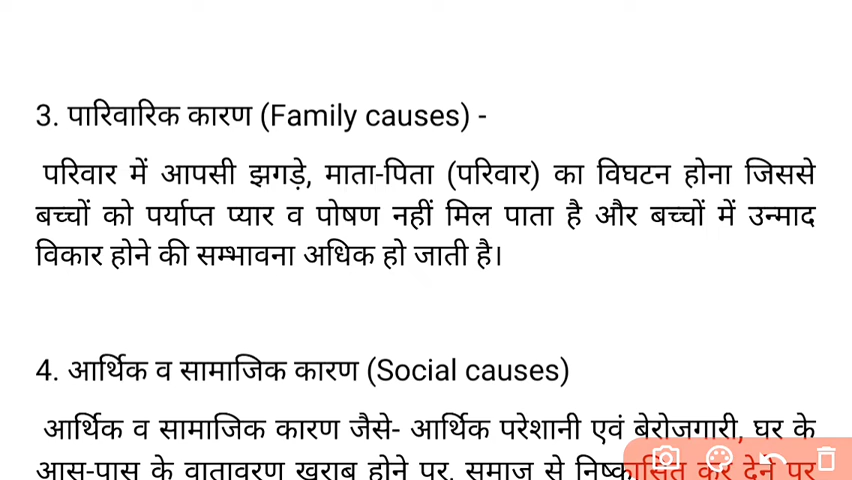 3. पारिवारिक कारण (Family causes) -
परिवार में आपसी झगड़े, माता-पिता (परिवार) का विघटन होना जिससे
बच्चों को पर्याप्त प्यार व पोषण नहीं मिल पाता है और बच्चों में उन्माद
विकार होने की सम्भावना अधिक हो जाती है।
4. आर्थिक व सामाजिक कारण (Social causes)
आर्थिक व सामाजिक कारण जैसे- आर्थिक परेशानी एवं बेरोजगारी, घर के
आस-पास के वातावरण खराब होने पर, समाज से निष्कासित कर देने पर